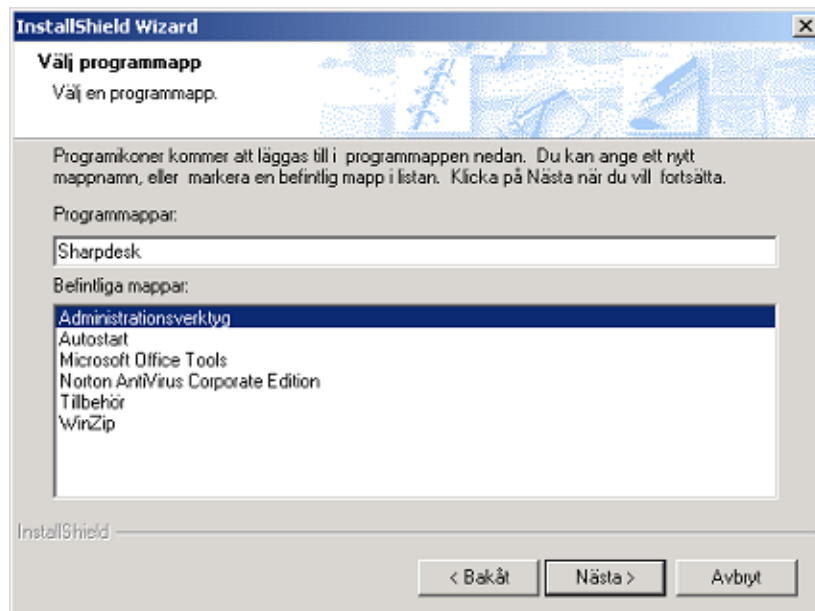 InstallShield Wizard
Välj programmapp
Välj en programmapp.
Programikoner kommer att läggas till i programmappen nedan. Du kan ange ett nytt
mappnamn, eller markera en befintlig mapp i listan. Klicka på Nästa när du vill fortsätta.
Programmappar:
Sharpdesk
Befintliga mappar:
Administrationsverktyg
Autostart
Microsoft Office Tools
Norton AntiVirus Corporate Edition
Tillbehör
WinZip
InstallShield
< Bakåt
Nästa >
Avbryt